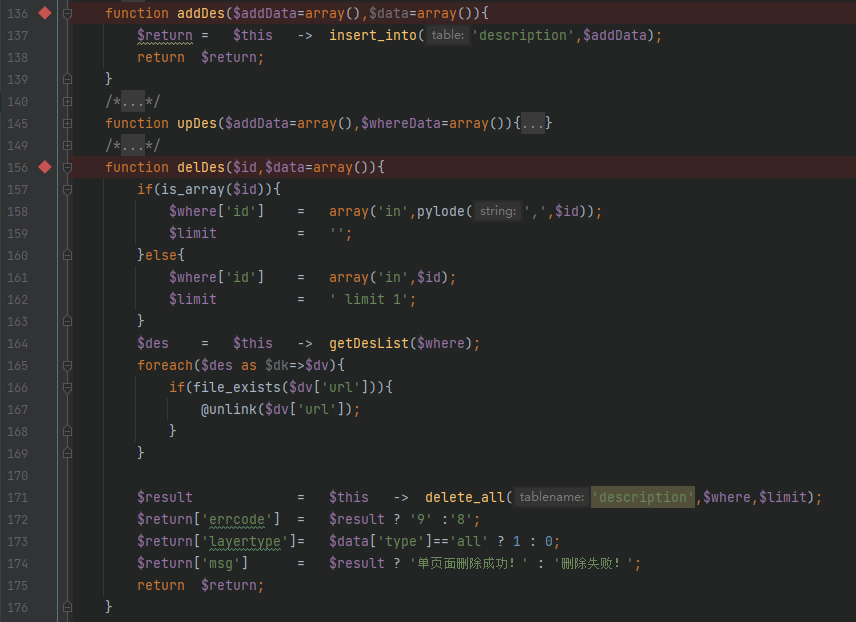 136 function addDes($addData=array(),$data=array()){
137 $return = $this -> insert_into( table: 'description',$addData);
138 return $return;
139 }
140 /*...*/
145 function upDes($addData=array(),$whereData=array()){...}
149 /*...*/
156 function delDes($id,$data=array()){
157 if(is_array($id)){
158 $where['id'] = array('in',pylode( string: ',',$id));
159 $limit = '';
160 }else{
161 $where['id'] = array('in',$id);
162 $limit = ' limit 1';
163 }
164 $des = $this -> getDesList($where);
165 foreach($des as $dk=>$dv){
166 if(file_exists($dv['url'])){
167 @unlink($dv['url']);
168 }
169 }
170
171 $result = $this -> delete_all( tablename: 'description',$where,$limit);
172 $return['errcode'] = $result ? '9' :'8';
173 $return['layertype']= $data['type']=='all' ? 1 : 0;
174 $return['msg'] = $result ? '单页面删除成功！' : '删除失败！';
175 return $return;
176 }